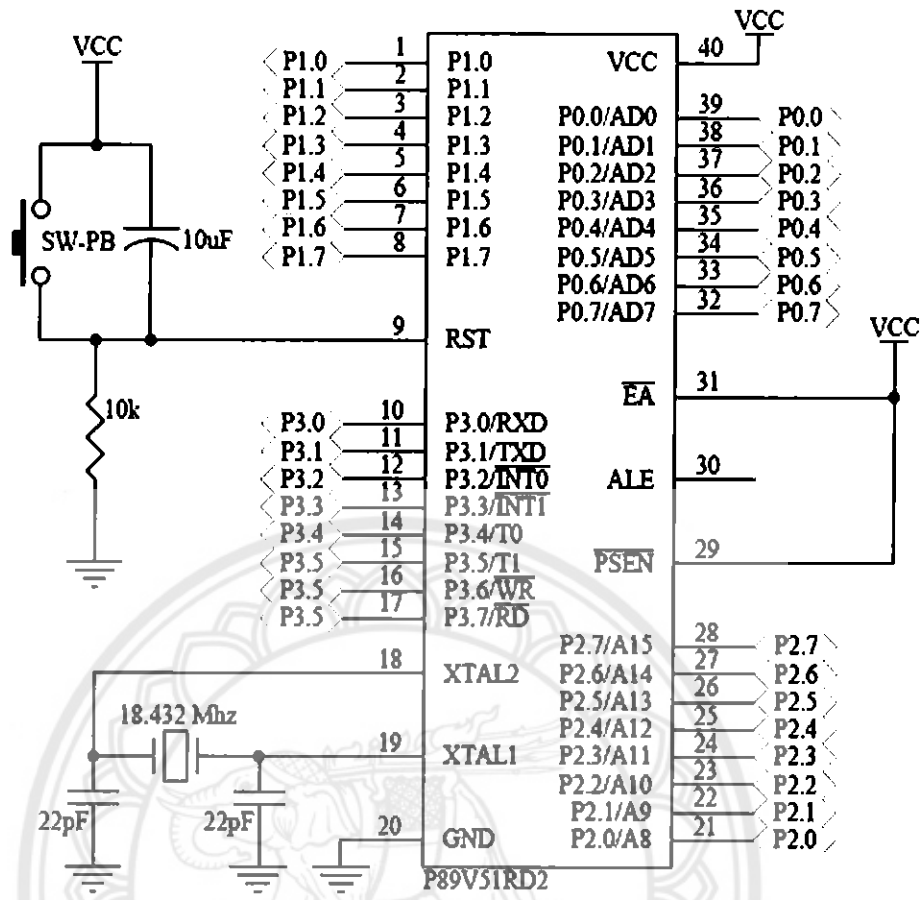 VCC
SW-PB
10uF
10k
P1.0 1 P1.0
P1.1 2 P1.1
P1.2 3 P1.2
P1.3 4 P1.3
P1.4 5 P1.4
P1.5 6 P1.5
P1.6 7 P1.6
P1.7 8 P1.7
9 RST
P3.0 10 P3.0/RXD
P3.1 11 P3.1/TXD
P3.2 12 P3.2/INT0
P3.3 13 P3.3/INT1
P3.4 14 P3.4/T0
P3.5 15 P3.5/T1
P3.5 16 P3.6/WR
P3.5 17 P3.7/RD
18 XTAL2
18.432 Mhz
19 XTAL1
22pF
22pF
20 GND
VCC
VCC 40
P0.0/AD0 39 P0.0
P0.1/AD1 38 P0.1
P0.2/AD2 37 P0.2
P0.3/AD3 36 P0.3
P0.4/AD4 35 P0.4
P0.5/AD5 34 P0.5
P0.6/AD6 33 P0.6
P0.7/AD7 32 P0.7
VCC
EA 31
ALE 30
PSEN 29
P2.7/A15 28 P2.7
P2.6/A14 27 P2.6
P2.5/A13 26 P2.5
P2.4/A12 25 P2.4
P2.3/A11 24 P2.3
P2.2/A10 23 P2.2
P2.1/A9 22 P2.1
P2.0/A8 21 P2.0
P89V51RD2